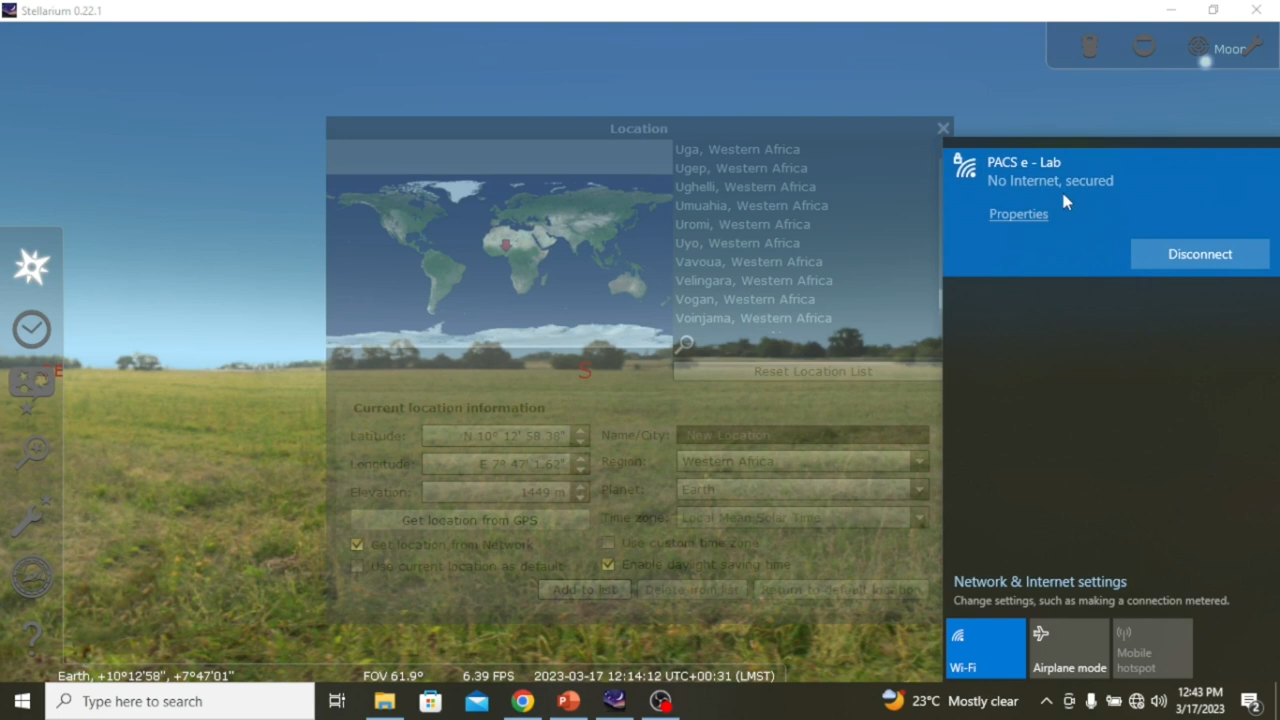 Stellarium 0.22.1
Moon
Location
Uga, Western Africa
Ugep, Western Africa
Ughelli, Western Africa
Umuahia, Western Africa
Uromi, Western Africa
Uyo, Western Africa
Vavoua, Western Africa
Velingara, Western Africa
Vogan, Western Africa
Voinjama, Western Africa
Reset Location List
S
E
Current location information
Latitude: N 10° 12' 58.38"
Longitude: E 7° 47' 1.62"
Elevation: 1449 m
Get location from GPS
Get location from Network
Use current location as default
Name/City: New Location
Region: Western Africa
Planet: Earth
Time zone: Local Mean Solar Time
Use custom time zone
Enable daylight saving time
Add to list
Delete from list
Return to default location
PACS e - Lab
No Internet, secured
Properties
Disconnect
Network & Internet settings
Change settings, such as making a connection metered.
Wi-Fi
Airplane mode
Mobile hotspot
Earth, +10°12'58", +7°47'01"
FOV 61.9°
6.39 FPS
2023-03-17 12:14:12 UTC+00:31 (LMST)
Type here to search
23°C Mostly clear
12:43 PM
3/17/2023
2